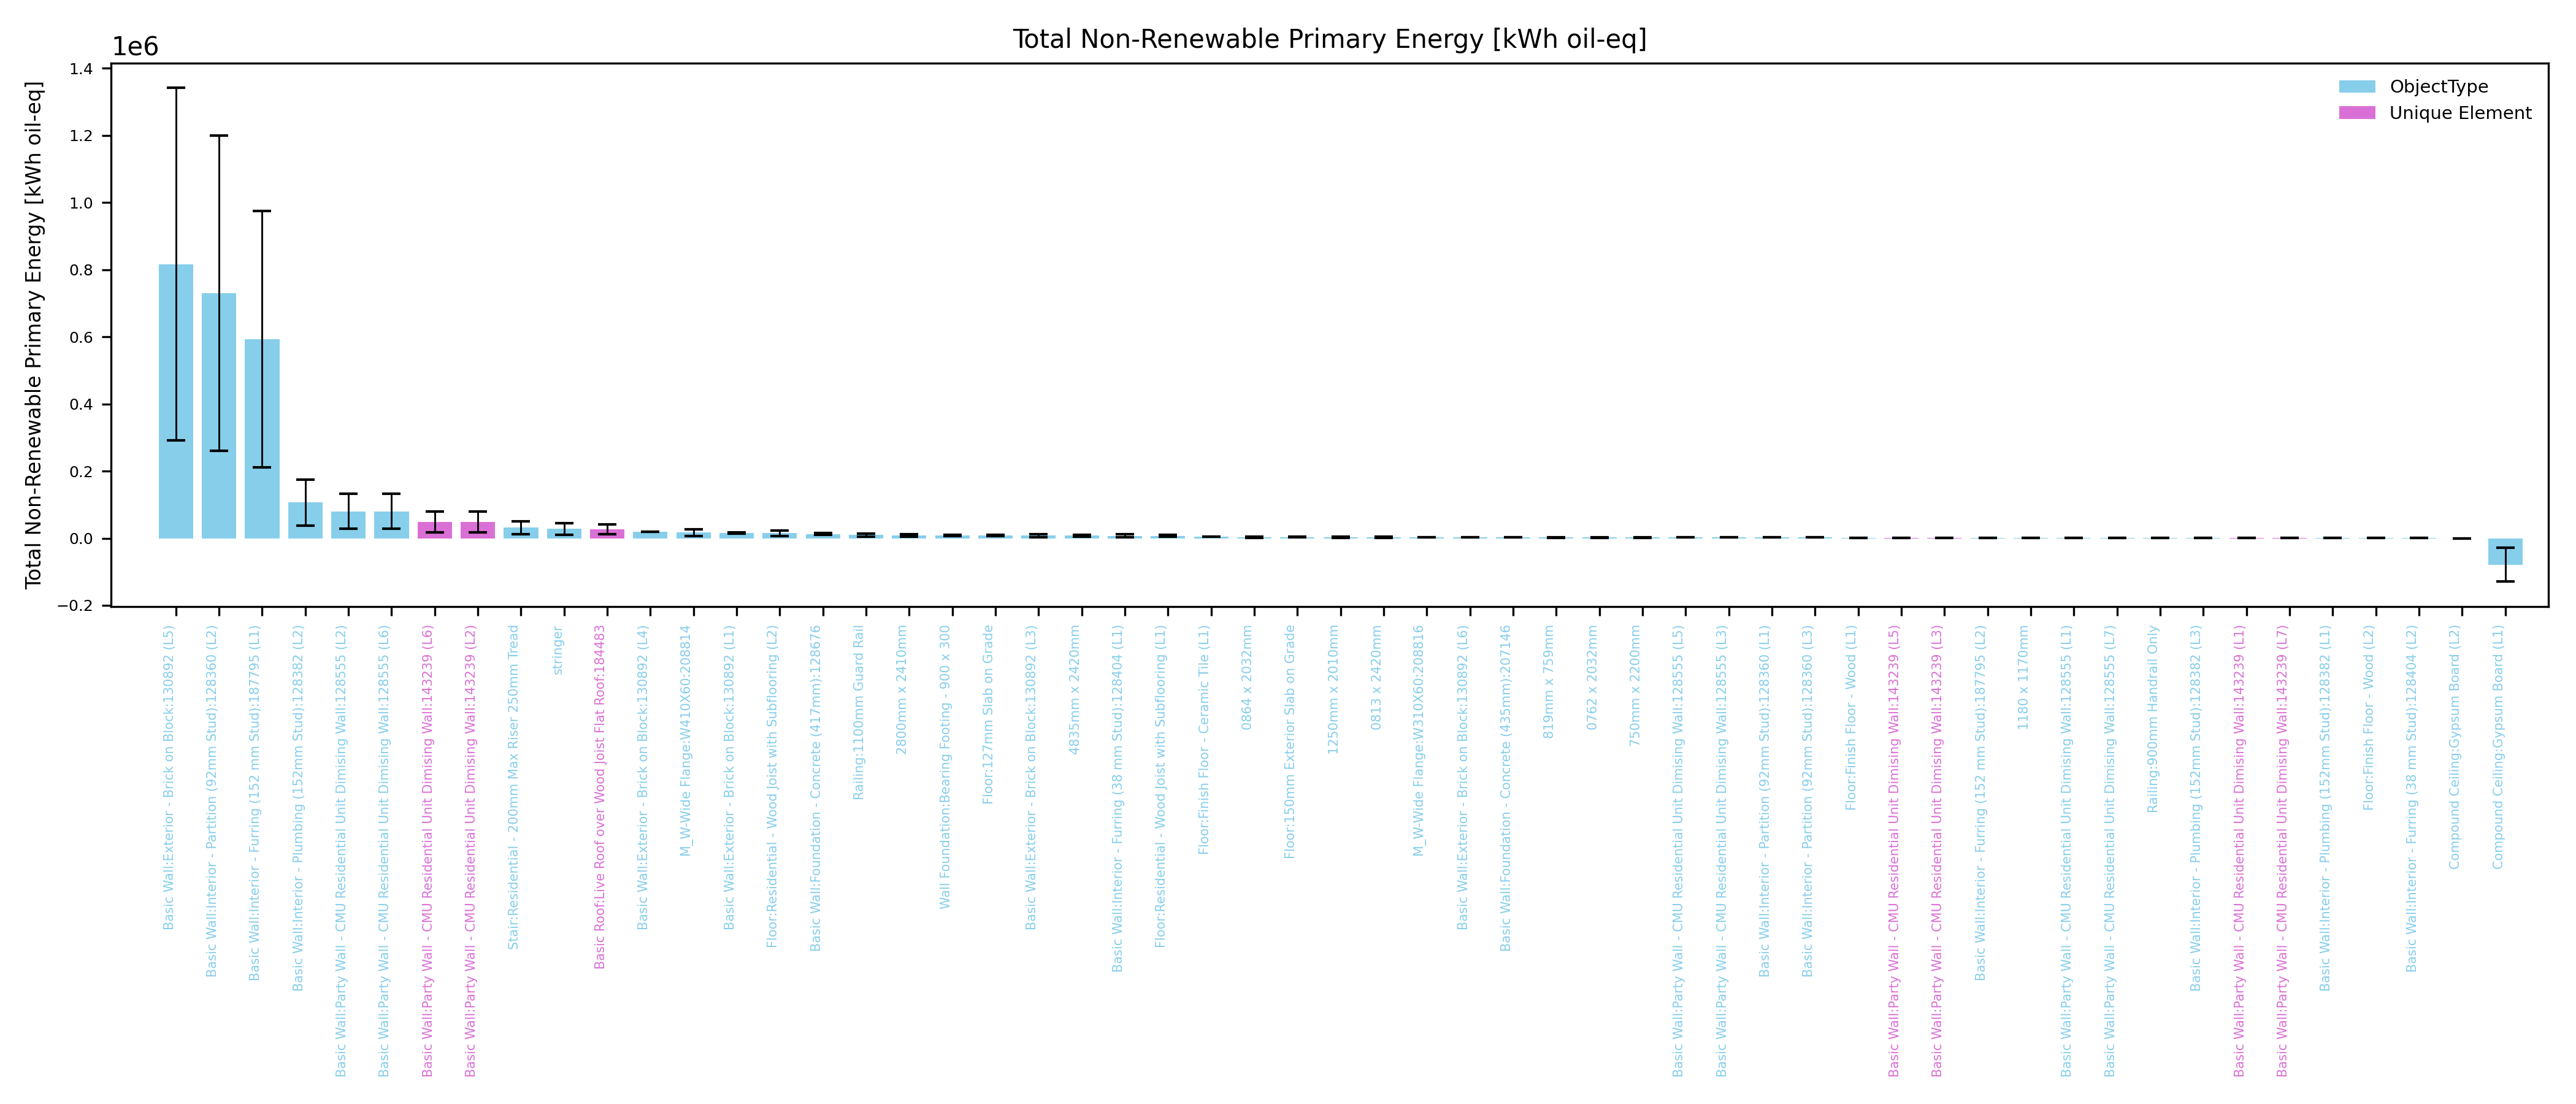 Total Non-Renewable Primary Energy [kWh oil-eq]
1e6
Total Non-Renewable Primary Energy [kWh oil-eq]
1.4
1.2
1.0
0.8
0.6
0.4
0.2
0.0
−0.2
ObjectType
Unique Element
Basic Wall:Exterior - Brick on Block:130892 (L5)
Basic Wall:Interior - Partition (92mm Stud):128360 (L2)
Basic Wall:Interior - Furring (152 mm Stud):187795 (L1)
Basic Wall:Interior - Plumbing (152mm Stud):128382 (L2)
Basic Wall:Party Wall - CMU Residential Unit Dimising Wall:128555 (L2)
Basic Wall:Party Wall - CMU Residential Unit Dimising Wall:128555 (L6)
Basic Wall:Party Wall - CMU Residential Unit Dimising Wall:143239 (L6)
Basic Wall:Party Wall - CMU Residential Unit Dimising Wall:143239 (L2)
Stair:Residential - 200mm Max Riser 250mm Tread
stringer
Basic Roof:Live Roof over Wood Joist Flat Roof:184483
Basic Wall:Exterior - Brick on Block:130892 (L4)
M_W-Wide Flange:W410X60:208814
Basic Wall:Exterior - Brick on Block:130892 (L1)
Floor:Residential - Wood Joist with Subflooring (L2)
Basic Wall:Foundation - Concrete (417mm):128676
Railing:1100mm Guard Rail
2800mm x 2410mm
Wall Foundation:Bearing Footing - 900 x 300
Floor:127mm Slab on Grade
Basic Wall:Exterior - Brick on Block:130892 (L3)
4835mm x 2420mm
Basic Wall:Interior - Furring (38 mm Stud):128404 (L1)
Floor:Residential - Wood Joist with Subflooring (L1)
Floor:Finish Floor - Ceramic Tile (L1)
0864 x 2032mm
Floor:150mm Exterior Slab on Grade
1250mm x 2010mm
0813 x 2420mm
M_W-Wide Flange:W310X60:208816
Basic Wall:Exterior - Brick on Block:130892 (L6)
Basic Wall:Foundation - Concrete (435mm):207146
819mm x 759mm
0762 x 2032mm
750mm x 2200mm
Basic Wall:Party Wall - CMU Residential Unit Dimising Wall:128555 (L5)
Basic Wall:Party Wall - CMU Residential Unit Dimising Wall:128555 (L3)
Basic Wall:Interior - Partition (92mm Stud):128360 (L1)
Basic Wall:Interior - Partition (92mm Stud):128360 (L3)
Floor:Finish Floor - Wood (L1)
Basic Wall:Party Wall - CMU Residential Unit Dimising Wall:143239 (L5)
Basic Wall:Party Wall - CMU Residential Unit Dimising Wall:143239 (L3)
Basic Wall:Interior - Furring (152 mm Stud):187795 (L2)
1180 x 1170mm
Basic Wall:Party Wall - CMU Residential Unit Dimising Wall:128555 (L1)
Basic Wall:Party Wall - CMU Residential Unit Dimising Wall:128555 (L7)
Railing:900mm Handrail Only
Basic Wall:Interior - Plumbing (152mm Stud):128382 (L3)
Basic Wall:Party Wall - CMU Residential Unit Dimising Wall:143239 (L1)
Basic Wall:Party Wall - CMU Residential Unit Dimising Wall:143239 (L7)
Basic Wall:Interior - Plumbing (152mm Stud):128382 (L1)
Floor:Finish Floor - Wood (L2)
Basic Wall:Interior - Furring (38 mm Stud):128404 (L2)
Compound Ceiling:Gypsum Board (L2)
Compound Ceiling:Gypsum Board (L1)